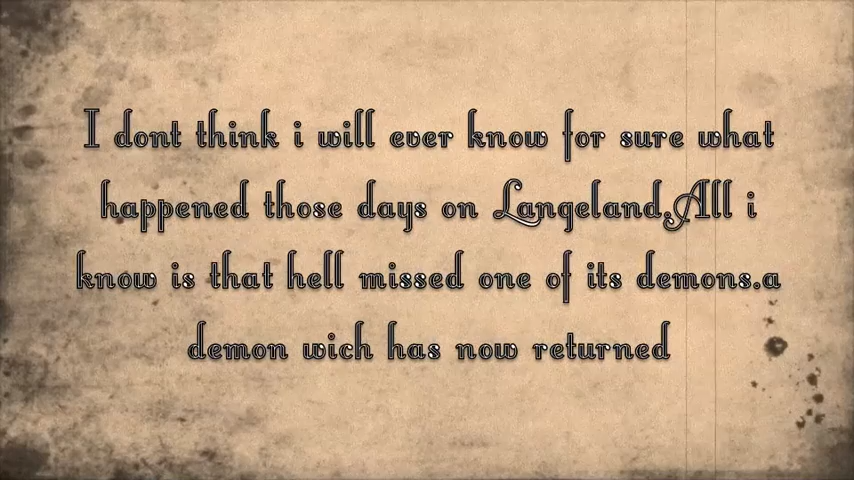 I dont think i will ever know for sure what
happened those days on Langeland.All i
know is that hell missed one of its demons.a
demon wich has now returned